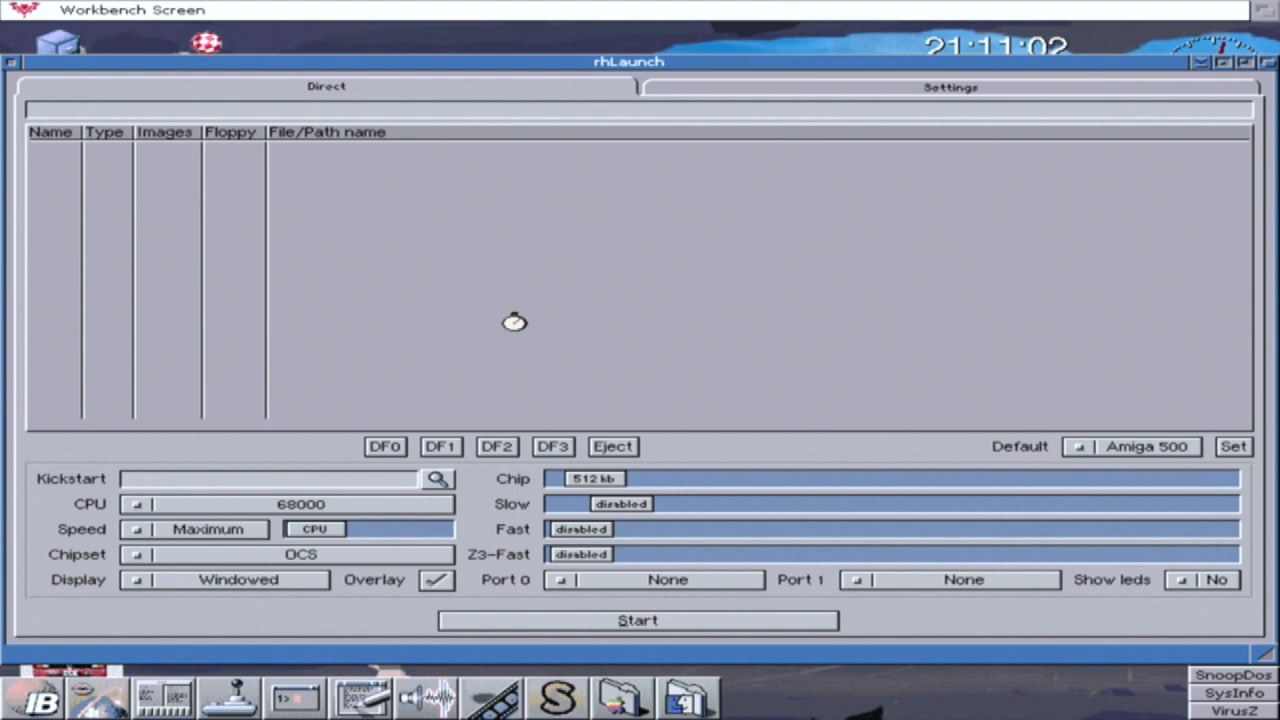 Workbench Screen
21:11:02
rhLaunch
Direct Settings
Name Type Images Floppy File/Path name
DF0 DF1 DF2 DF3 Eject Default Amiga 500 Set
Kickstart Chip 512 kb
CPU 68000 Slow disabled
Speed Maximum CPU Fast disabled
Chipset OCS Z3-Fast disabled
Display Windowed Overlay Port 0 None Port 1 None Show leds No
Start
SnoopDos
IB 1> S SysInfo
VirusZ